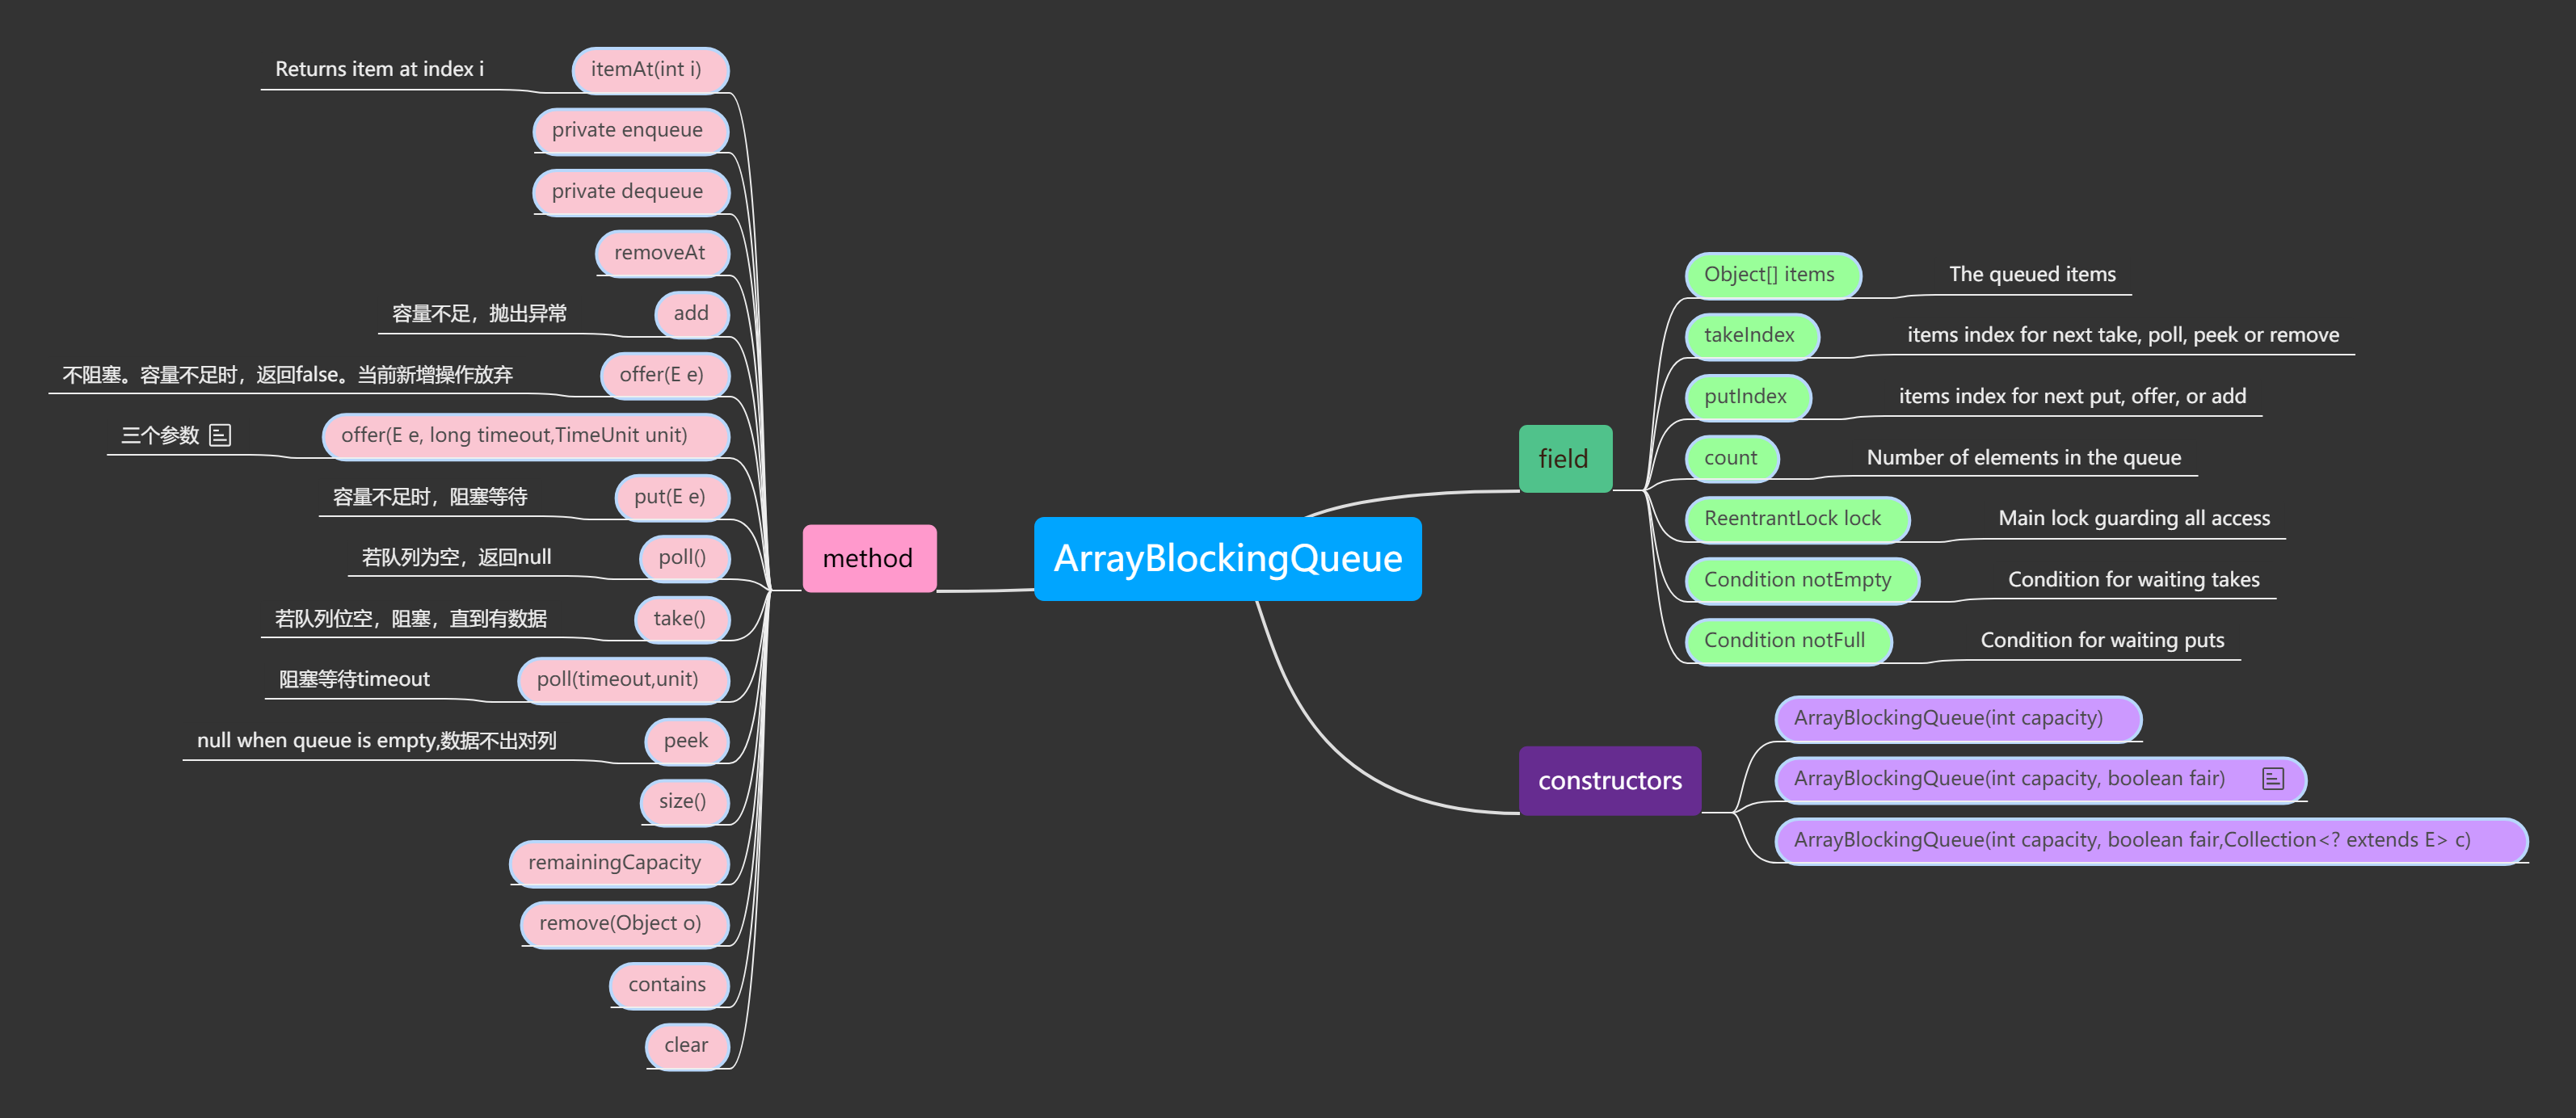 ArrayBlockingQueue
method
Returns item at index i
itemAt(int i)
private enqueue
private dequeue
removeAt
容量不足，抛出异常
add
不阻塞。容量不足时，返回false。当前新增操作放弃
offer(E e)
三个参数
offer(E e, long timeout,TimeUnit unit)
容量不足时，阻塞等待
put(E e)
若队列为空，返回null
poll()
若队列位空，阻塞，直到有数据
take()
阻塞等待timeout
poll(timeout,unit)
null when queue is empty,数据不出对列
peek
size()
remainingCapacity
remove(Object o)
contains
clear
field
Object[] items
The queued items
takeIndex
items index for next take, poll, peek or remove
putIndex
items index for next put, offer, or add
count
Number of elements in the queue
ReentrantLock lock
Main lock guarding all access
Condition notEmpty
Condition for waiting takes
Condition notFull
Condition for waiting puts
constructors
ArrayBlockingQueue(int capacity)
ArrayBlockingQueue(int capacity, boolean fair)
ArrayBlockingQueue(int capacity, boolean fair,Collection<? extends E> c)